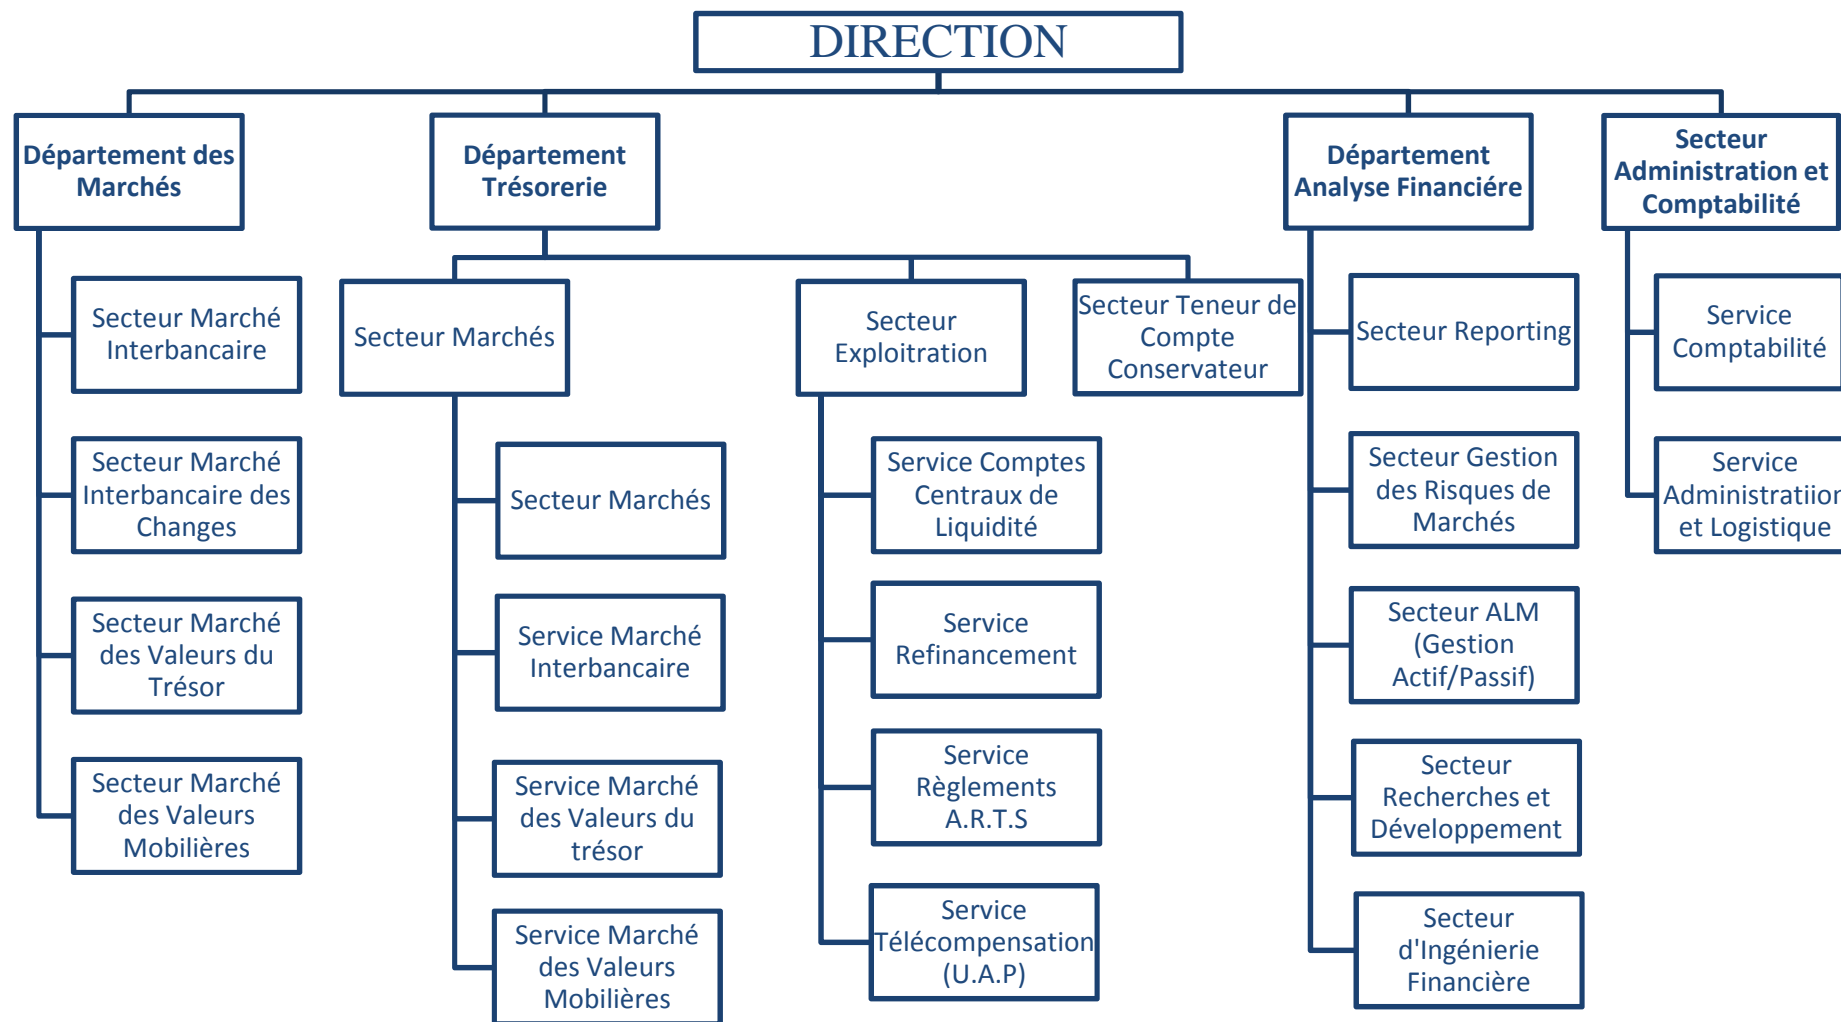 DIRECTION
Département des
Marchés
Département
Trésorerie
Département
Analyse Financiére
Secteur
Administration et
Comptabilité
Secteur Marché
Interbancaire
Secteur Marché
Interbancaire des
Changes
Secteur Marché
des Valeurs du
Trésor
Secteur Marché
des Valeurs
Mobilières
Secteur Marchés
Secteur Marchés
Service Marché
Interbancaire
Service Marché
des Valeurs du
trésor
Service Marché
des Valeurs
Mobilières
Secteur
Exploitration
Service Comptes
Centraux de
Liquidité
Service
Refinancement
Service
Règlements
A.R.T.S
Service
Télécompensation
(U.A.P)
Secteur Teneur de
Compte
Conservateur
Secteur Reporting
Secteur Gestion
des Risques de
Marchés
Secteur ALM
(Gestion
Actif/Passif)
Secteur
Recherches et
Développement
Secteur
d'Ingénierie
Financière
Service
Comptabilité
Service
Administratiion
et Logistique